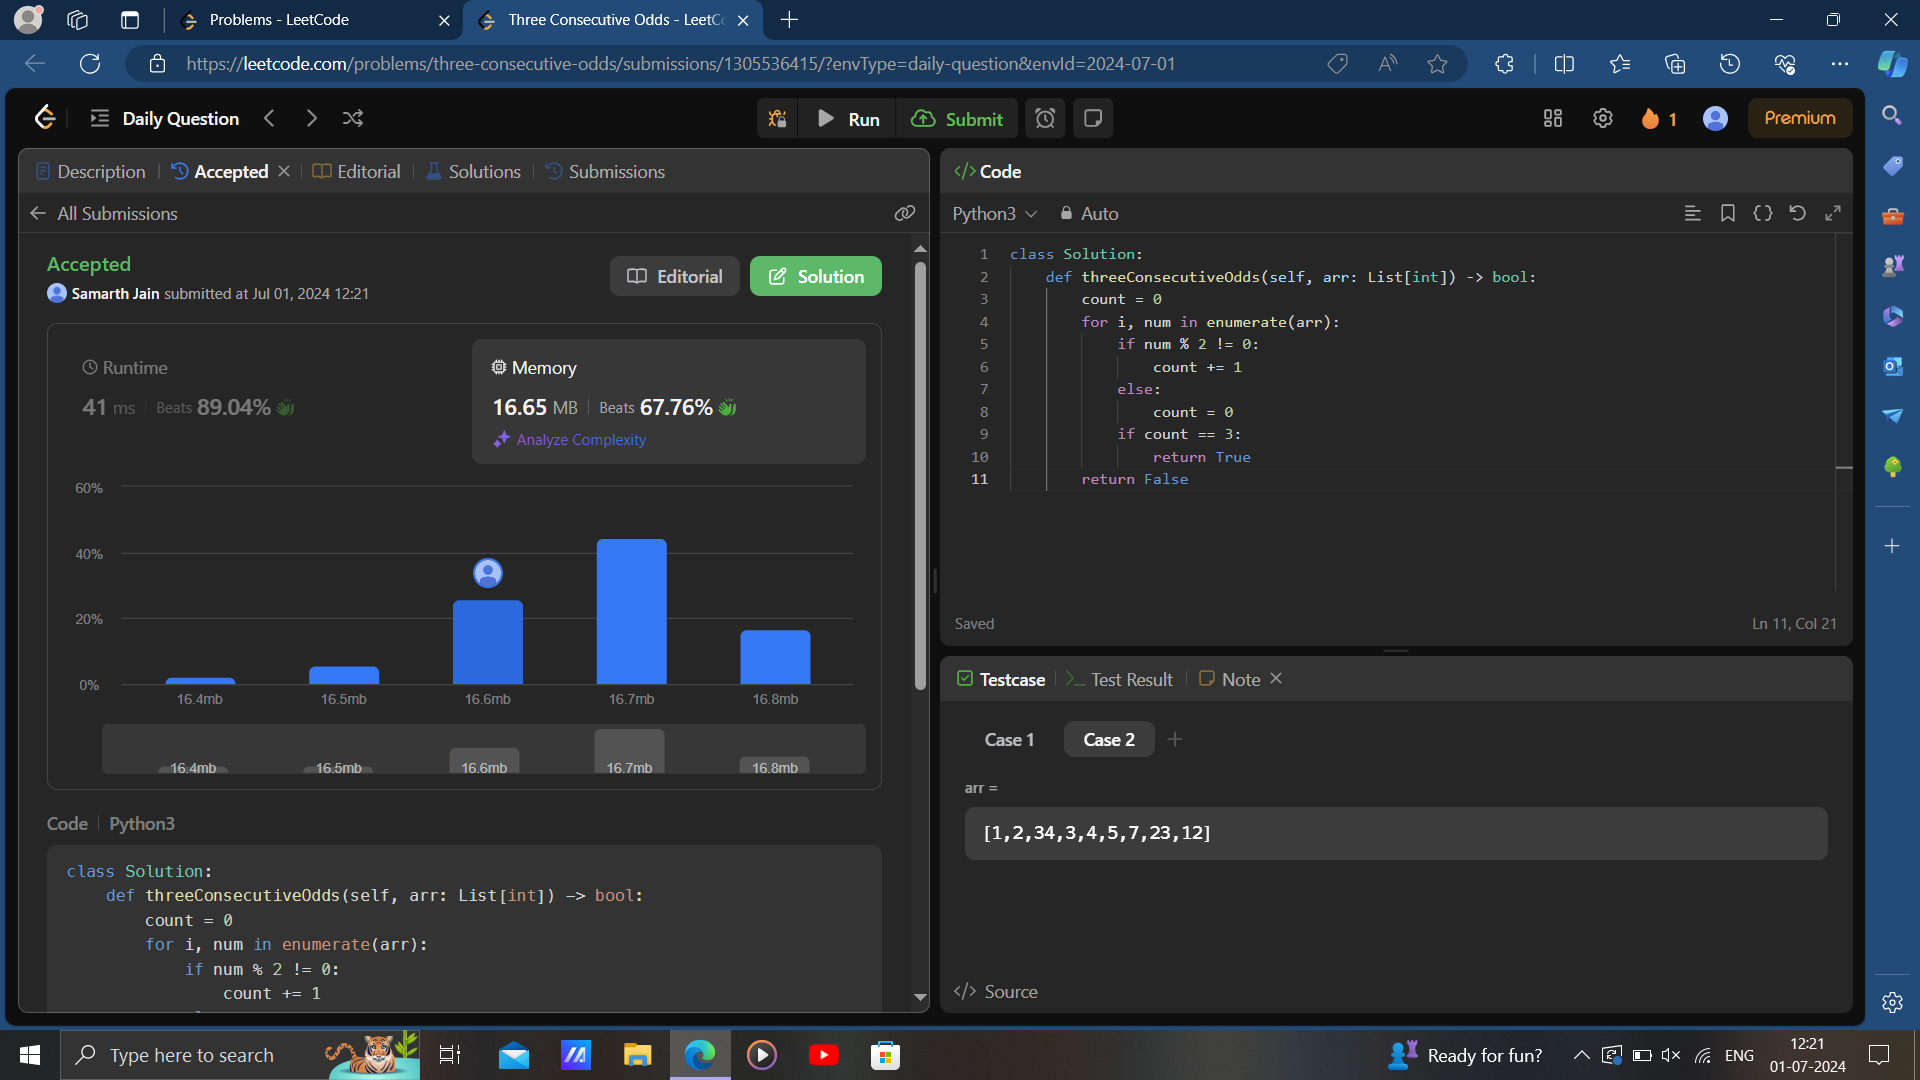 Problems - LeetCode
Three Consecutive Odds - LeetC
https://leetcode.com/problems/three-consecutive-odds/submissions/1305536415/?envType=daily-question&envId=2024-07-01
Daily Question
Run
Submit
1
Premium
Description
Accepted
Editorial
Solutions
Submissions
All Submissions
Accepted
Samarth Jain submitted at Jul 01, 2024 12:21
Editorial
Solution
Runtime
41 ms
Beats 89.04%
Memory
16.65 MB
Beats 67.76%
Analyze Complexity
60%
40%
20%
0%
16.4mb 16.5mb 16.6mb 16.7mb 16.8mb
16.4mb 16.5mb 16.6mb 16.7mb 16.8mb
Code
Python3
class Solution:
def threeConsecutiveOdds(self, arr: List[int]) -> bool:
count = 0
for i, num in enumerate(arr):
if num % 2 != 0:
count += 1
</> Code
Python3
Auto
1 class Solution:
2 def threeConsecutiveOdds(self, arr: List[int]) -> bool:
3 count = 0
4 for i, num in enumerate(arr):
5 if num % 2 != 0:
6 count += 1
7 else:
8 count = 0
9 if count == 3:
10 return True
11 return False
Saved
Ln 11, Col 21
Testcase
Test Result
Note
Case 1
Case 2
arr =
[1,2,34,3,4,5,7,23,12]
</> Source
Type here to search
Ready for fun?
ENG
12:21
01-07-2024